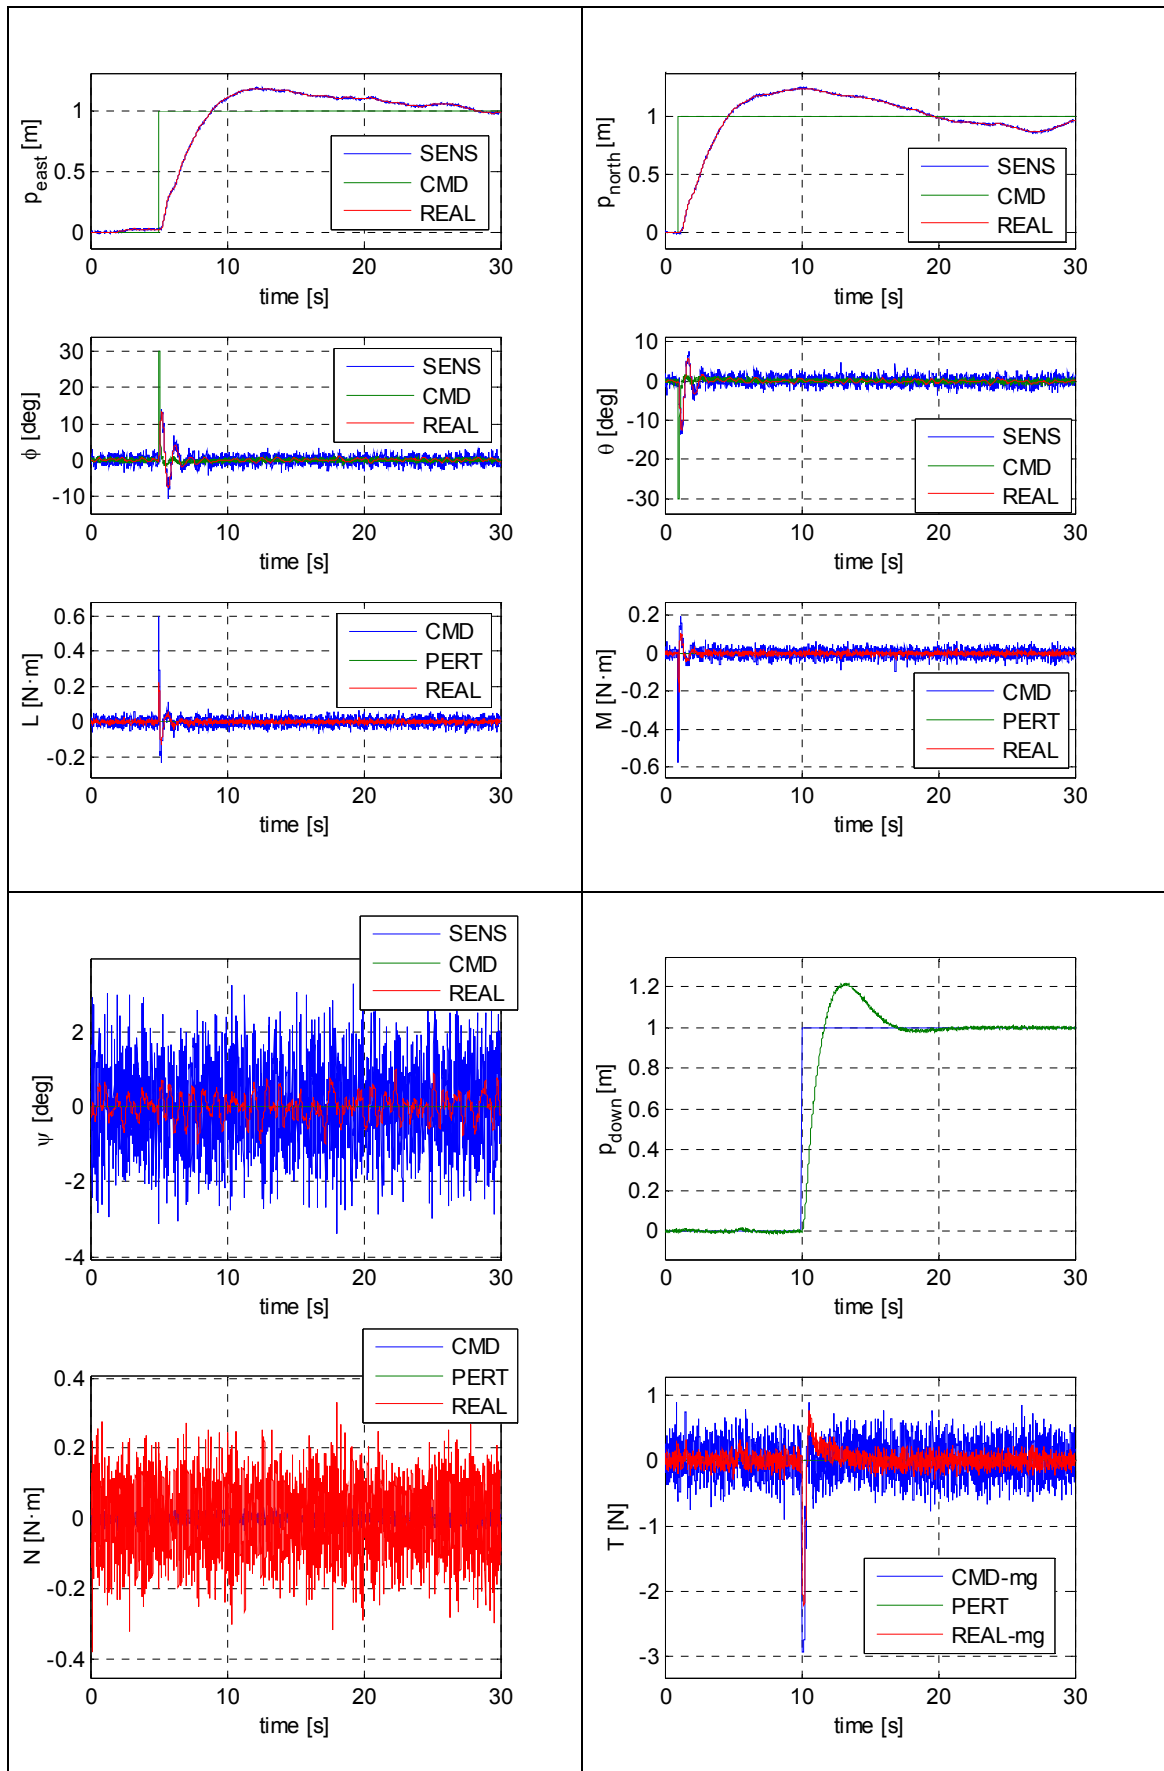 p_east [m]
1
0.5
0
SENS
CMD
REAL
0 10 20 30
time [s]
ϕ [deg]
30
20
10
0
-10
SENS
CMD
REAL
0 10 20 30
time [s]
L [N·m]
0.6
0.4
0.2
0
-0.2
CMD
PERT
REAL
0 10 20 30
time [s]
p_north [m]
1
0.5
0
SENS
CMD
REAL
0 10 20 30
time [s]
θ [deg]
10
0
-10
-20
-30
SENS
CMD
REAL
0 10 20 30
time [s]
M [N·m]
0.2
0
-0.2
-0.4
-0.6
CMD
PERT
REAL
0 10 20 30
time [s]
SENS
CMD
REAL
ψ [deg]
2
0
-2
-4
0 10 20 30
time [s]
CMD
PERT
REAL
N [N·m]
0.4
0.2
0
-0.2
-0.4
0 10 20 30
time [s]
p_down [m]
1.2
1
0.8
0.6
0.4
0.2
0
0 10 20 30
time [s]
T [N]
1
0
-1
-2
-3
CMD-mg
PERT
REAL-mg
0 10 20 30
time [s]